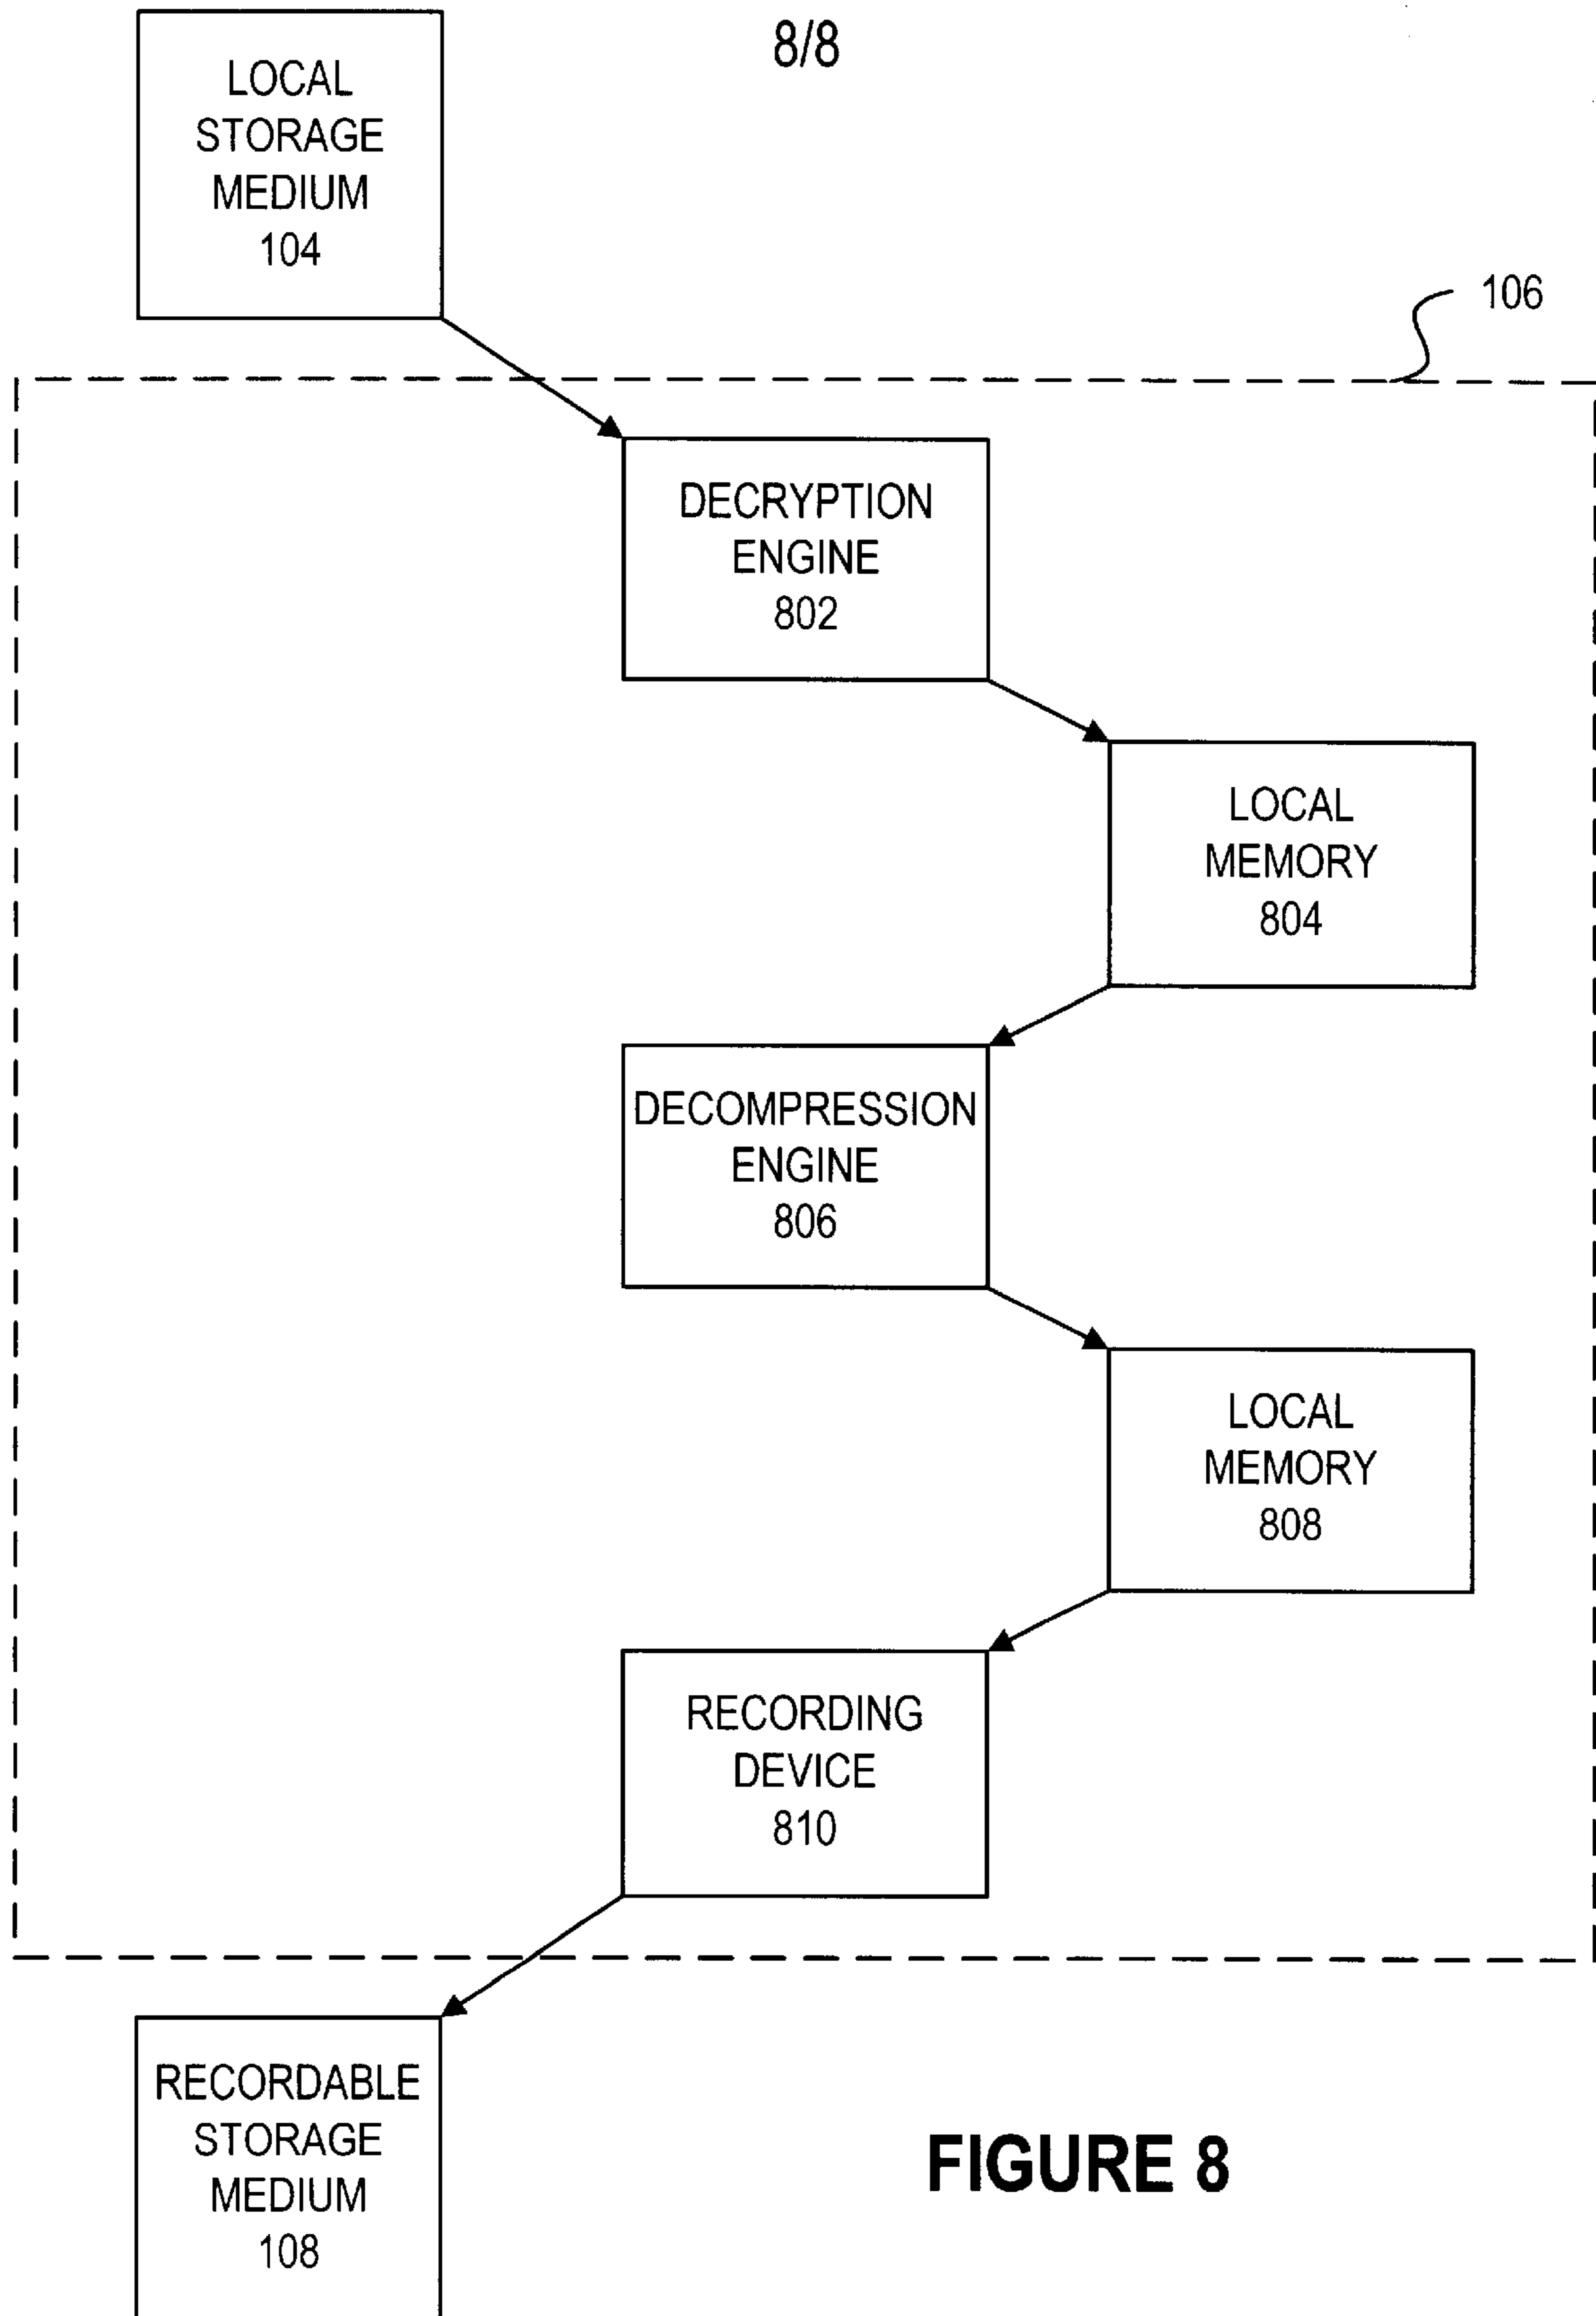 8/8
LOCAL
STORAGE
MEDIUM
104
106
DECRYPTION
ENGINE
802
LOCAL
MEMORY
804
DECOMPRESSION
ENGINE
806
LOCAL
MEMORY
808
RECORDING
DEVICE
810
RECORDABLE
STORAGE
MEDIUM
108
FIGURE 8